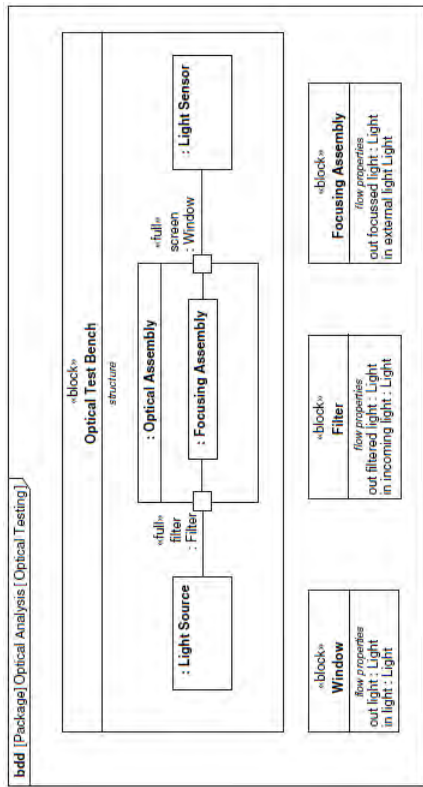 bdd [Package] Optical Analysis [Optical Testing]
«block»
Optical Test Bench
structure
: Light Source
«full»
filter
: Filter
: Optical Assembly
: Focusing Assembly
«full»
screen
: Window
: Light Sensor
«block»
Window
flow properties
out light : Light
in light : Light
«block»
Filter
flow properties
out filtered light : Light
in incoming light : Light
«block»
Focusing Assembly
flow properties
out focussed light : Light
in external light Light